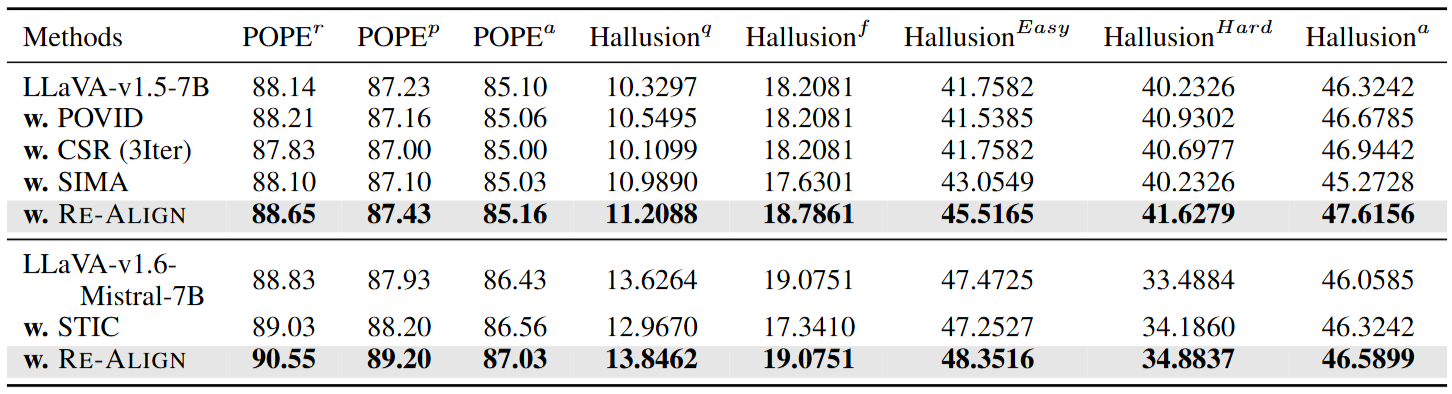 Methods POPE^r POPE^p POPE^a Hallusion^q Hallusion^f Hallusion^Easy Hallusion^Hard Hallusion^a
LLaVA-v1.5-7B 88.14 87.23 85.10 10.3297 18.2081 41.7582 40.2326 46.3242
w. POVID 88.21 87.16 85.06 10.5495 18.2081 41.5385 40.9302 46.6785
w. CSR (3Iter) 87.83 87.00 85.00 10.1099 18.2081 41.7582 40.6977 46.9442
w. SIMA 88.10 87.10 85.03 10.9890 17.6301 43.0549 40.2326 45.2728
w. RE-ALIGN 88.65 87.43 85.16 11.2088 18.7861 45.5165 41.6279 47.6156
LLaVA-v1.6-
Mistral-7B 88.83 87.93 86.43 13.6264 19.0751 47.4725 33.4884 46.0585
w. STIC 89.03 88.20 86.56 12.9670 17.3410 47.2527 34.1860 46.3242
w. RE-ALIGN 90.55 89.20 87.03 13.8462 19.0751 48.3516 34.8837 46.5899